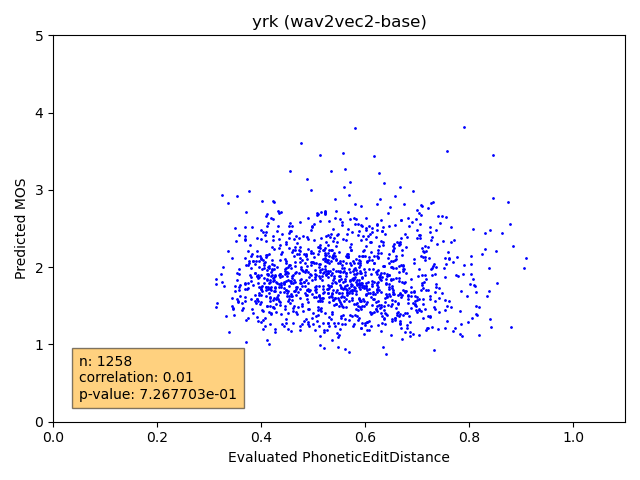 yrk (wav2vec2-base)
5
4
3
2
1
0
Predicted MOS
n: 1258
correlation: 0.01
p-value: 7.267703e-01
0.0 0.2 0.4 0.6 0.8 1.0
Evaluated PhoneticEditDistance